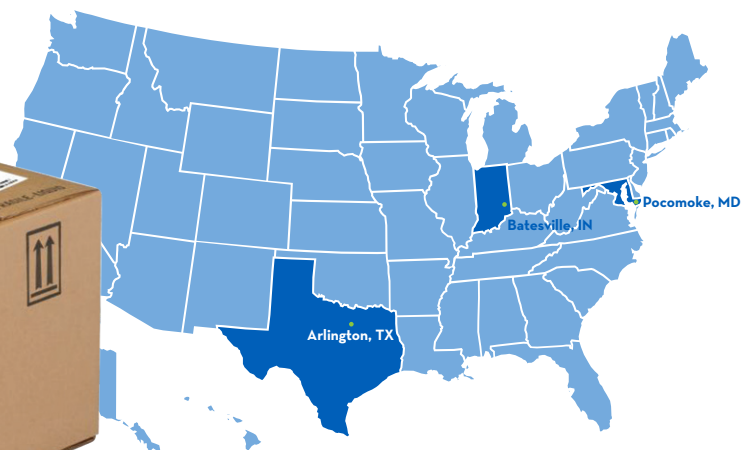 Pocomoke, MD
Batesville, IN
Arlington, TX